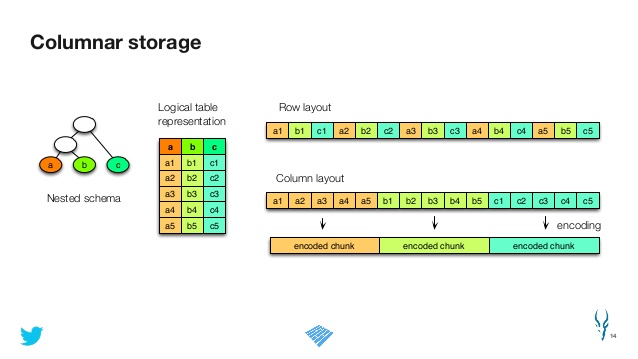 Columnar storage
Logical table
representation
Row layout
a b c
a1 b1 c1
a2 b2 c2
a3 b3 c3
a4 b4 c4
a5 b5 c5
a1 b1 c1 a2 b2 c2 a3 b3 c3 a4 b4 c4 a5 b5 c5
a b c
Nested schema
Column layout
a1 a2 a3 a4 a5 b1 b2 b3 b4 b5 c1 c2 c3 c4 c5
encoding
encoded chunk encoded chunk encoded chunk
14